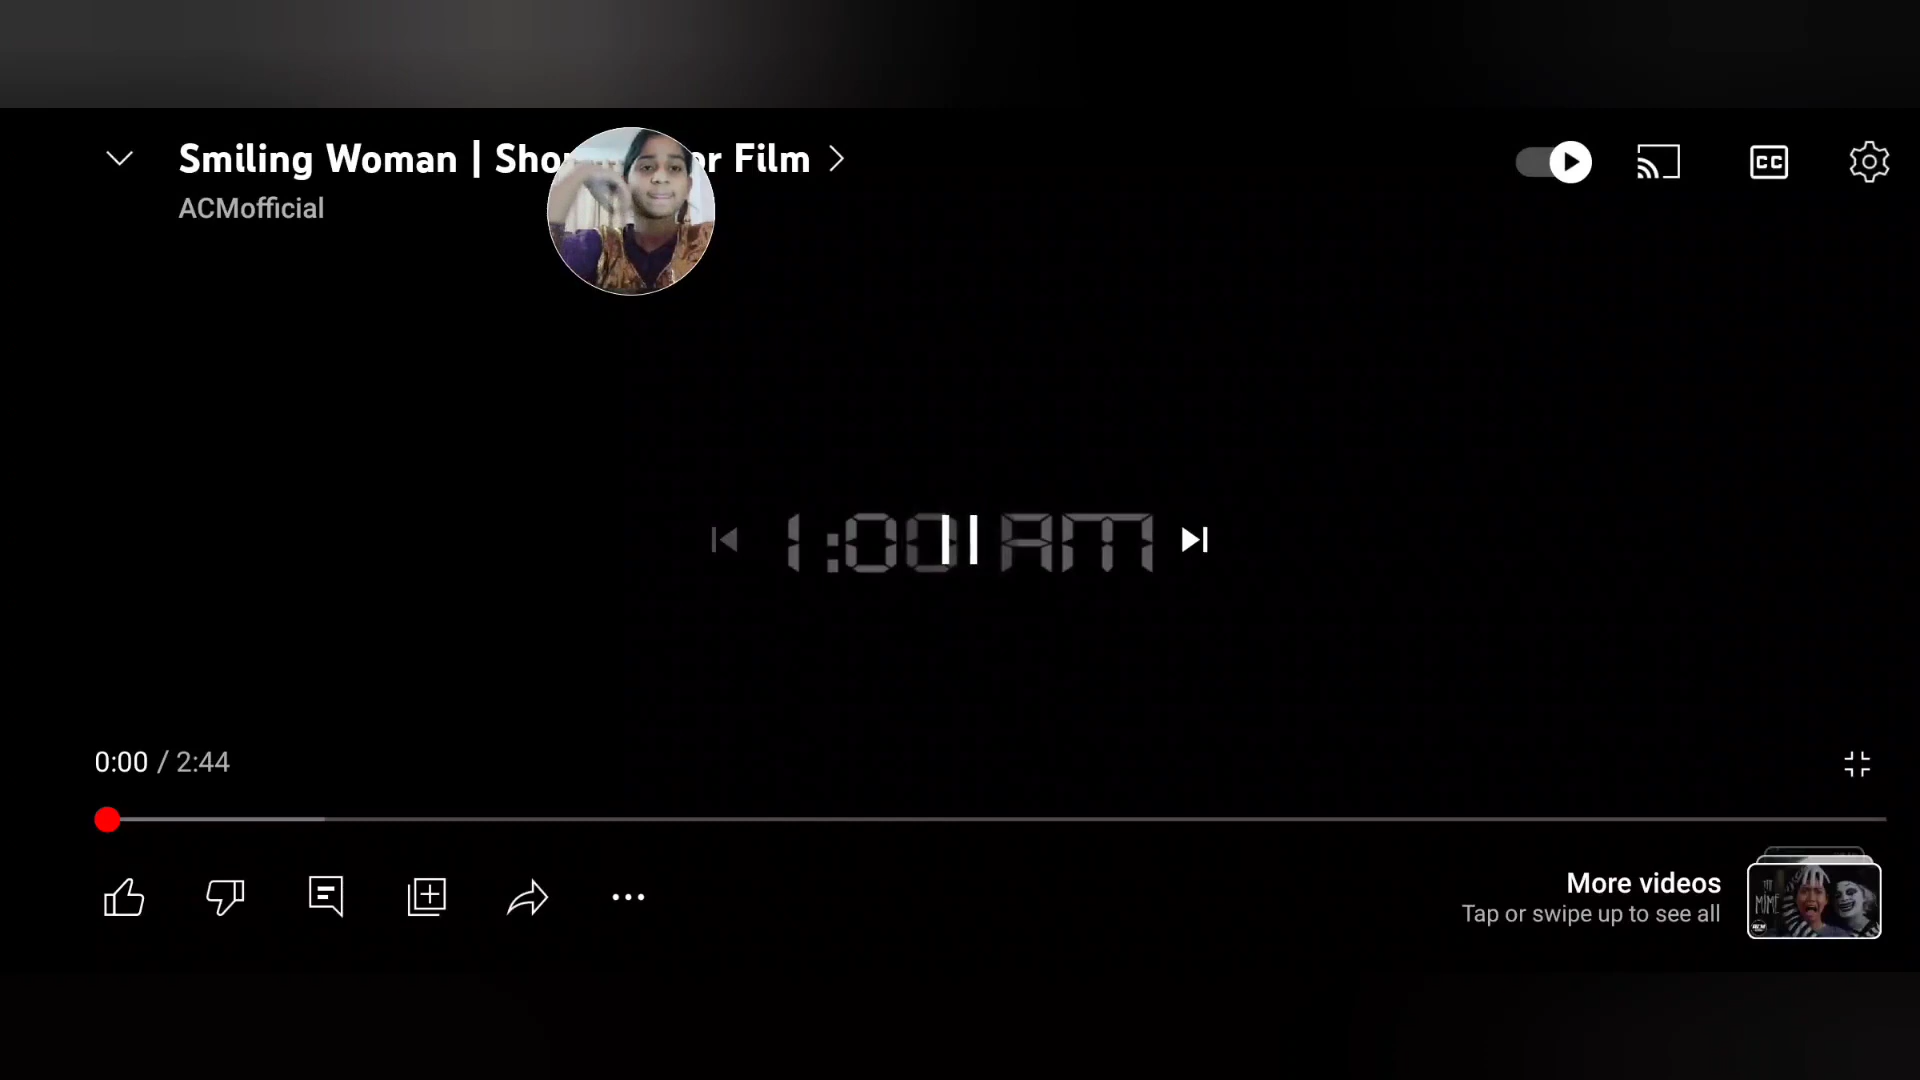 Smiling Woman | Sho r Film
ACMofficial
CC
1:00 AM
0:00 / 2:44
More videos
Tap or swipe up to see all
MIME